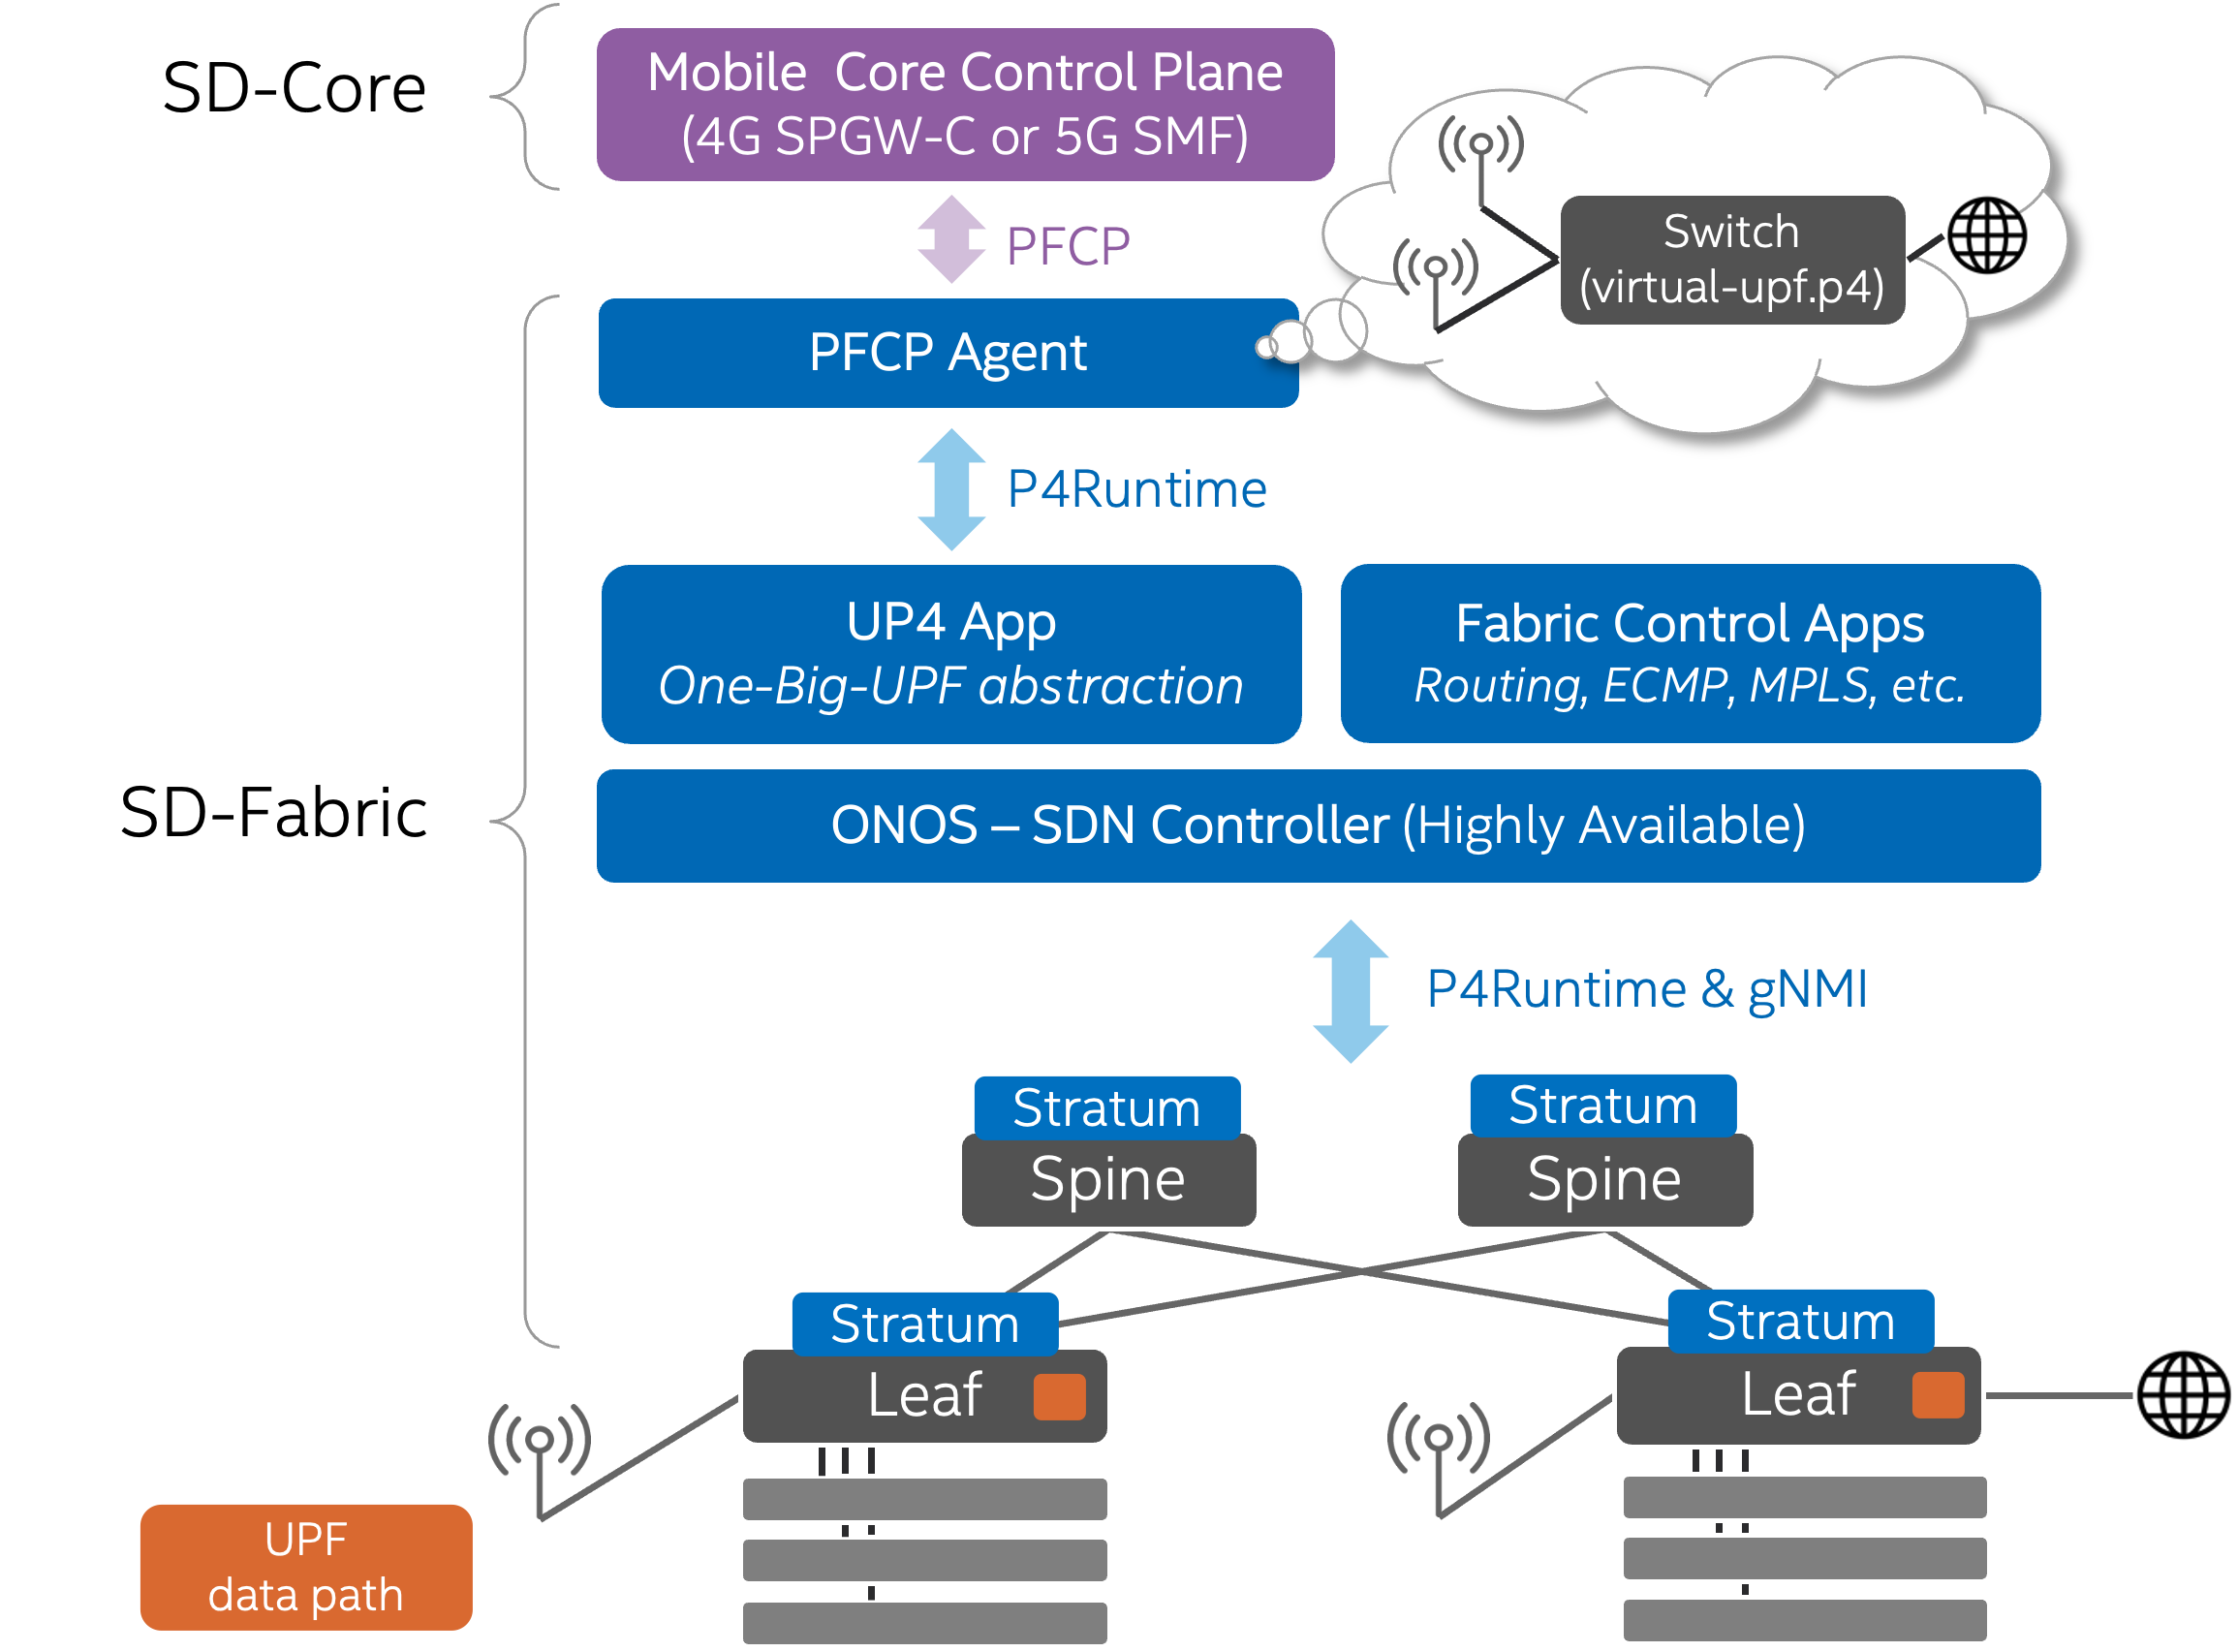 SD-Core
Mobile Core Control Plane
(4G SPGW-C or 5G SMF)
PFCP
Switch
(virtual-upf.p4)
PFCP Agent
P4Runtime
UP4 App
One-Big-UPF abstraction
Fabric Control Apps
Routing, ECMP, MPLS, etc.
SD-Fabric
ONOS – SDN Controller (Highly Available)
P4Runtime & gNMI
Stratum
Spine
Stratum
Spine
Stratum
Leaf
Stratum
Leaf
UPF
data path